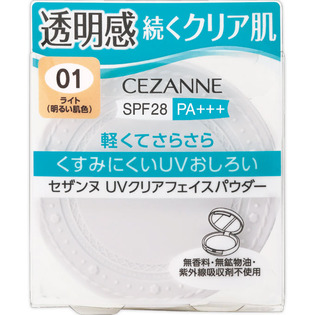 透明感 続くクリア肌
01
ライト
(明るい肌色)
CEZANNE
SPF28 PA+++
軽くてさらさら
くすみにくいUVおしろい
セザンヌ UVクリアフェイスパウダー
無香料・無鉱物油・
紫外線吸収剤不使用